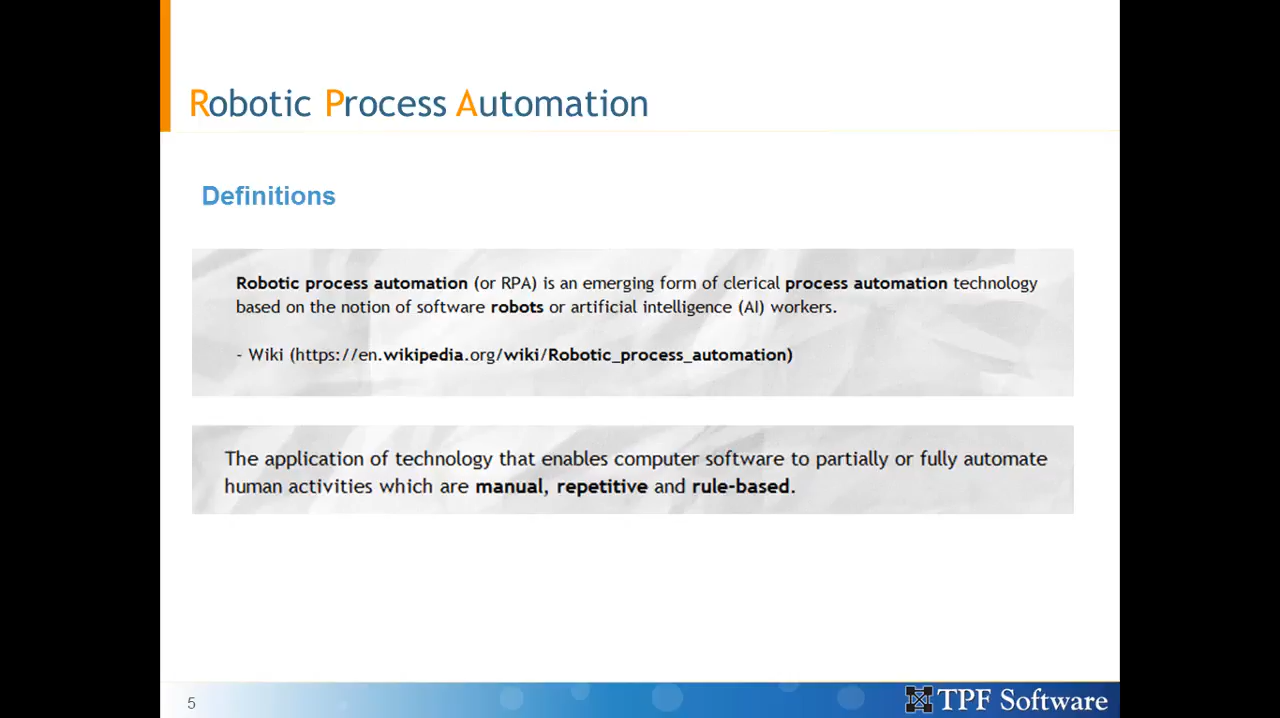 Robotic Process Automation
Definitions
Robotic process automation (or RPA) is an emerging form of clerical process automation technology
based on the notion of software robots or artificial intelligence (AI) workers.
- Wiki (https://en.wikipedia.org/wiki/Robotic_process_automation)
The application of technology that enables computer software to partially or fully automate
human activities which are manual, repetitive and rule-based.
5
TPF Software